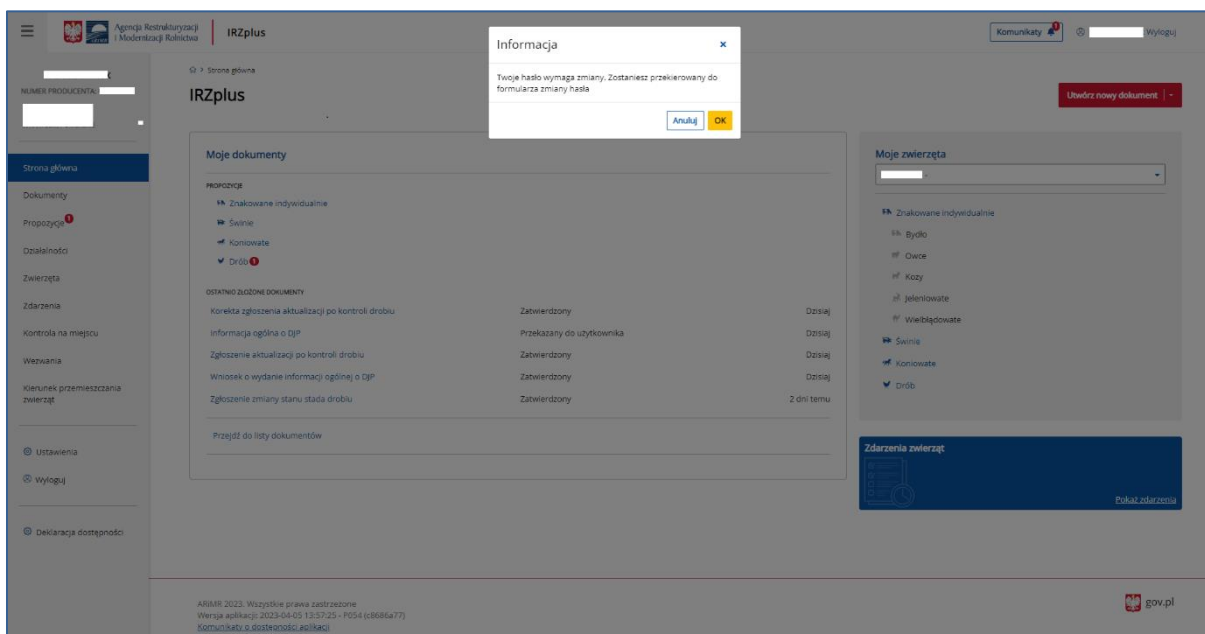 Agencja Restrukturyzacji
i Modernizacji Rolnictwa
IRZplus
Komunikaty 1
Wyloguj
Informacja ×
Twoje hasło wymaga zmiany. Zostaniesz przekierowany do
formularza zmiany hasła
Anuluj OK
NUMER PRODUCENTA:
Strona główna
Dokumenty
Propozycje 1
Działalności
Zwierzęta
Zdarzenia
Kontrola na miejscu
Wezwania
Kierunek przemieszczania
zwierząt
Ustawienia
Wyloguj
Deklaracja dostępności
> Strona główna
IRZplus
Utwórz nowy dokument
Moje dokumenty
PROPOZYCJE
Znakowane indywidualnie
Świnie
Koniowate
Drób 1
OSTATNIO ZŁOŻONE DOKUMENTY
Korekta zgłoszenia aktualizacji po kontroli drobiu Zatwierdzony Dzisiaj
Informacja ogólna o DJP Przekazany do użytkownika Dzisiaj
Zgłoszenie aktualizacji po kontroli drobiu Zatwierdzony Dzisiaj
Wniosek o wydanie informacji ogólnej o DJP Zatwierdzony Dzisiaj
Zgłoszenie zmiany stanu stada drobiu Zatwierdzony 2 dni temu
Przejdź do listy dokumentów
Moje zwierzęta
Znakowane indywidualnie
Bydło
Owce
Kozy
Jeleniowate
Wielbłądowate
Świnie
Koniowate
Drób
Zdarzenia zwierząt
Pokaż zdarzenia
ARiMR 2023. Wszystkie prawa zastrzeżone
Wersja aplikacji: 2023-04-05 13:57:25 - P054 (c8686a77)
Komunikaty o dostępności aplikacji
gov.pl